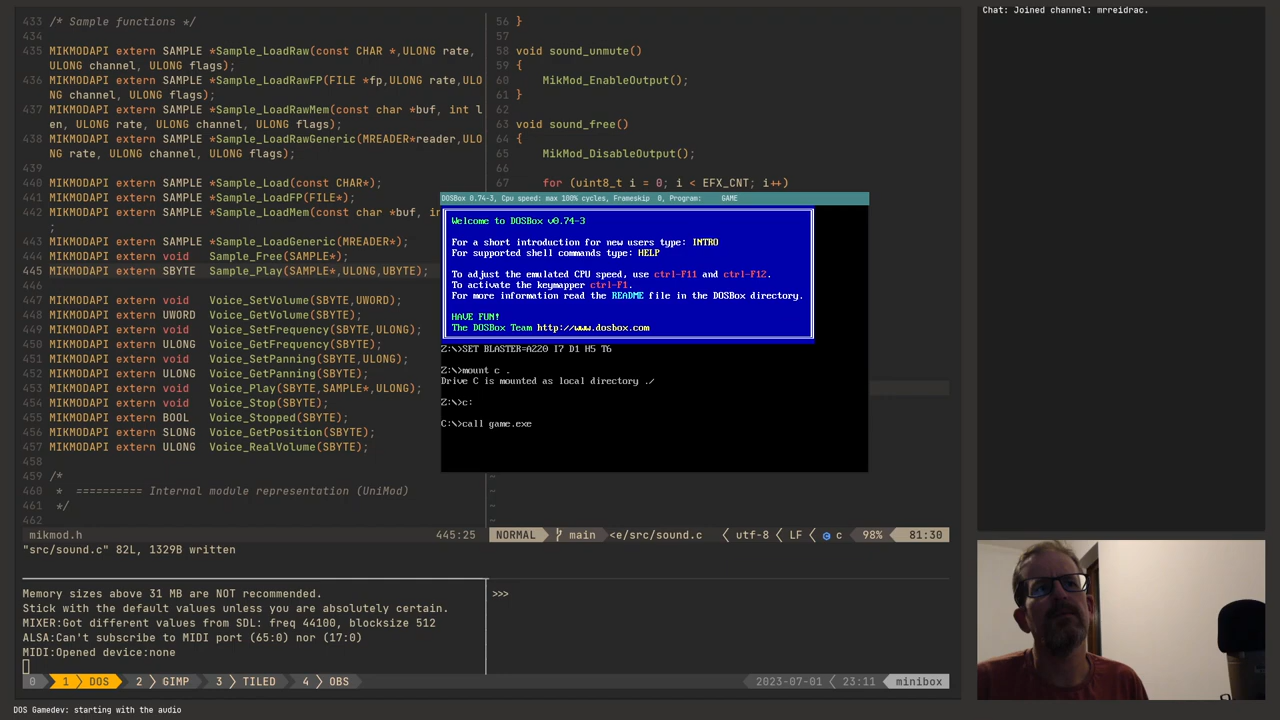 433 /* Sample functions */
434
435 MIKMODAPI extern SAMPLE *Sample_LoadRaw(const CHAR *,ULONG rate,
ULONG channel, ULONG flags);
436 MIKMODAPI extern SAMPLE *Sample_LoadRawFP(FILE *fp,ULONG rate,ULO
NG channel, ULONG flags);
437 MIKMODAPI extern SAMPLE *Sample_LoadRawMem(const char *buf, int l
en, ULONG rate, ULONG channel, ULONG flags);
438 MIKMODAPI extern SAMPLE *Sample_LoadRawGeneric(MREADER*reader,ULO
NG rate, ULONG channel, ULONG flags);
439
440 MIKMODAPI extern SAMPLE *Sample_Load(const CHAR*);
441 MIKMODAPI extern SAMPLE *Sample_LoadFP(FILE*);
442 MIKMODAPI extern SAMPLE *Sample_LoadMem(const char *buf, in
;
443 MIKMODAPI extern SAMPLE *Sample_LoadGeneric(MREADER*);
444 MIKMODAPI extern void   Sample_Free(SAMPLE*);
445 MIKMODAPI extern SBYTE  Sample_Play(SAMPLE*,ULONG,UBYTE);
446
447 MIKMODAPI extern void   Voice_SetVolume(SBYTE,UWORD);
448 MIKMODAPI extern UWORD  Voice_GetVolume(SBYTE);
449 MIKMODAPI extern void   Voice_SetFrequency(SBYTE,ULONG);
450 MIKMODAPI extern ULONG  Voice_GetFrequency(SBYTE);
451 MIKMODAPI extern void   Voice_SetPanning(SBYTE,ULONG);
452 MIKMODAPI extern ULONG  Voice_GetPanning(SBYTE);
453 MIKMODAPI extern void   Voice_Play(SBYTE,SAMPLE*,ULONG,ULONG);
454 MIKMODAPI extern void   Voice_Stop(SBYTE);
455 MIKMODAPI extern BOOL   Voice_Stopped(SBYTE);
456 MIKMODAPI extern SLONG  Voice_GetPosition(SBYTE);
457 MIKMODAPI extern ULONG  Voice_RealVolume(SBYTE);
458
459 /*
460  *  ========== Internal module representation (UniMod)
461  */
462
mikmod.h 445:25
"src/sound.c" 82L, 1329B written
56 }
57
58 void sound_unmute()
59 {
60     MikMod_EnableOutput();
61 }
62
63 void sound_free()
64 {
65     MikMod_DisableOutput();
66
67     for (uint8_t i = 0; i < EFX_CNT; i++)
DOSBox 0.74-3, Cpu speed: max 100% cycles, Frameskip  0, Program:     GAME
Welcome to DOSBox v0.74-3
For a short introduction for new users type: INTRO
For supported shell commands type: HELP
To adjust the emulated CPU speed, use ctrl-F11 and ctrl-F12.
To activate the keymapper ctrl-F1.
For more information read the README file in the DOSBox directory.
HAVE FUN!
The DOSBox Team http://www.dosbox.com
Z:\>SET BLASTER=A220 I7 D1 H5 T6
Z:\>mount c .
Drive C is mounted as local directory ./
Z:\>c:
C:\>call game.exe
~
~
NORMAL main <e/src/sound.c utf-8 LF c 98% 81:30
Memory sizes above 31 MB are NOT recommended.
Stick with the default values unless you are absolutely certain.
MIXER:Got different values from SDL: freq 44100, blocksize 512
ALSA:Can't subscribe to MIDI port (65:0) nor (17:0)
MIDI:Opened device:none
>>>
0 1 DOS 2 GIMP 3 TILED 4 OBS 2023-07-01 23:11 minibox
Chat: Joined channel: mrreidrac.
DOS Gamedev: starting with the audio